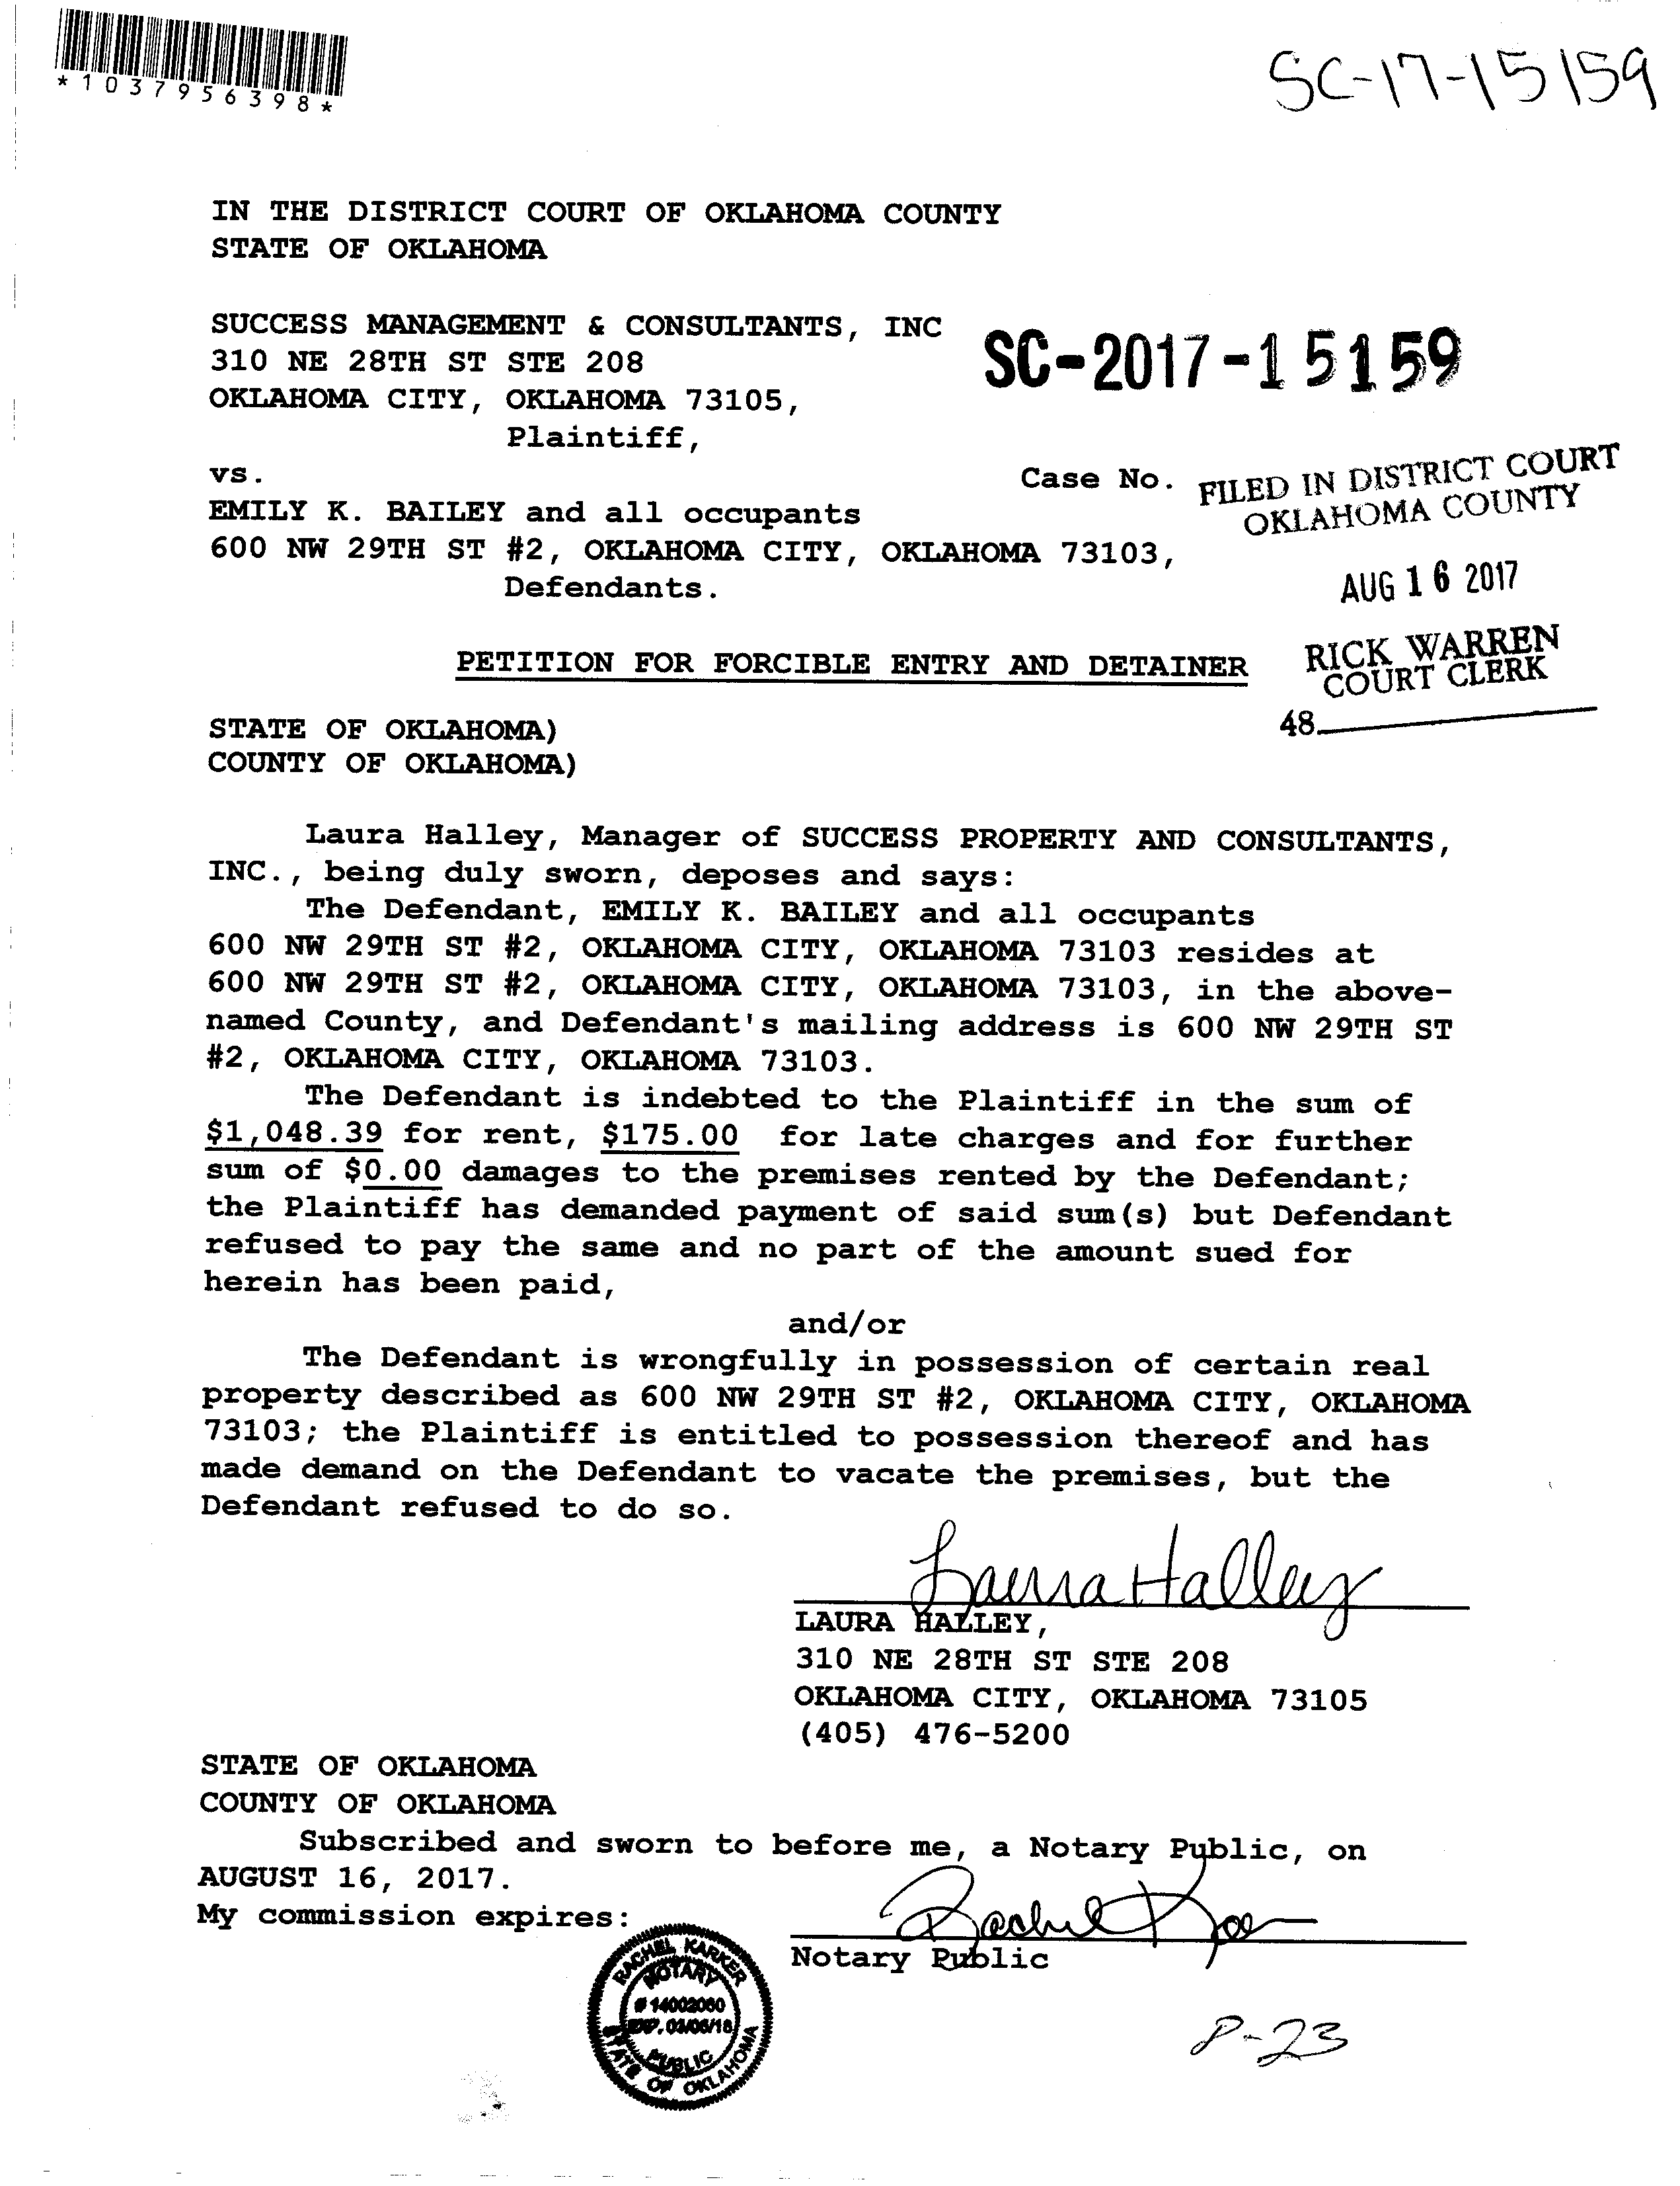 *1037956398*
SC-17-15159
IN THE DISTRICT COURT OF OKLAHOMA COUNTY
STATE OF OKLAHOMA
SUCCESS MANAGEMENT & CONSULTANTS, INC
310 NE 28TH ST STE 208
OKLAHOMA CITY, OKLAHOMA 73105,
Plaintiff,
SC-2017-15159
vs.
Case No.
EMILY K. BAILEY and all occupants
600 NW 29TH ST #2, OKLAHOMA CITY, OKLAHOMA 73103,
Defendants.
FILED IN DISTRICT COURT
OKLAHOMA COUNTY
AUG 16 2017
RICK WARREN
COURT CLERK
48
PETITION FOR FORCIBLE ENTRY AND DETAINER
STATE OF OKLAHOMA)
COUNTY OF OKLAHOMA)
Laura Halley, Manager of SUCCESS PROPERTY AND CONSULTANTS,
INC., being duly sworn, deposes and says:
The Defendant, EMILY K. BAILEY and all occupants
600 NW 29TH ST #2, OKLAHOMA CITY, OKLAHOMA 73103 resides at
600 NW 29TH ST #2, OKLAHOMA CITY, OKLAHOMA 73103, in the above-
named County, and Defendant's mailing address is 600 NW 29TH ST
#2, OKLAHOMA CITY, OKLAHOMA 73103.
The Defendant is indebted to the Plaintiff in the sum of
$1,048.39 for rent, $175.00 for late charges and for further
sum of $0.00 damages to the premises rented by the Defendant;
the Plaintiff has demanded payment of said sum(s) but Defendant
refused to pay the same and no part of the amount sued for
herein has been paid,
and/or
The Defendant is wrongfully in possession of certain real
property described as 600 NW 29TH ST #2, OKLAHOMA CITY, OKLAHOMA
73103; the Plaintiff is entitled to possession thereof and has
made demand on the Defendant to vacate the premises, but the
Defendant refused to do so.
Laura Halley
LAURA HALLEY,
310 NE 28TH ST STE 208
OKLAHOMA CITY, OKLAHOMA 73105
(405) 476-5200
STATE OF OKLAHOMA
COUNTY OF OKLAHOMA
Subscribed and sworn to before me, a Notary Public, on
AUGUST 16, 2017.
My commission expires:
Notary Public
RACHEL KARKER
NOTARY
# 14002060
EXP. 03/06/18
PUBLIC
STATE OF OKLAHOMA
8-23